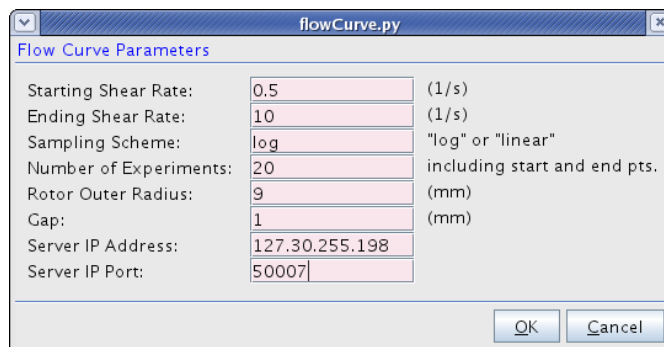 flowCurve.py
Flow Curve Parameters
Starting Shear Rate: 0.5 (1/s)
Ending Shear Rate: 10 (1/s)
Sampling Scheme: log "log" or "linear"
Number of Experiments: 20 including start and end pts.
Rotor Outer Radius: 9 (mm)
Gap: 1 (mm)
Server IP Address: 127.30.255.198
Server IP Port: 50007
OK Cancel